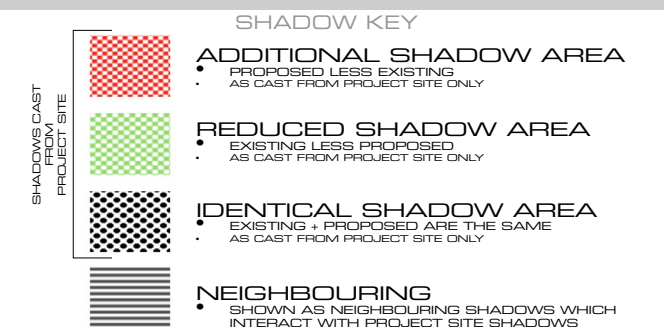 SHADOW KEY
SHADOWS CAST
FROM
PROJECT SITE
ADDITIONAL SHADOW AREA
• PROPOSED LESS EXISTING
• AS CAST FROM PROJECT SITE ONLY
REDUCED SHADOW AREA
• EXISTING LESS PROPOSED
• AS CAST FROM PROJECT SITE ONLY
IDENTICAL SHADOW AREA
• EXISTING + PROPOSED ARE THE SAME
• AS CAST FROM PROJECT SITE ONLY
NEIGHBOURING
• SHOWN AS NEIGHBOURING SHADOWS WHICH
INTERACT WITH PROJECT SITE SHADOWS